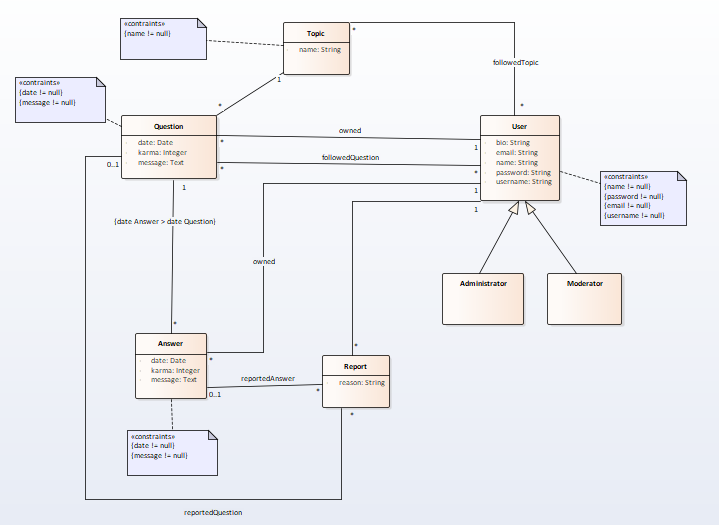 «contraints»
{name != null}
Topic
name: String
*
followedTopic
1
*
«contraints»
{date != null}
{message != null}
*
Question
date: Date
karma: Integer
message: Text
owned
*
1
followedQuestion
*
*
User
bio: String
email: String
name: String
password: String
username: String
1
1
0..1
1
«constraints»
{name != null}
{password != null}
{email != null}
{username != null}
{date Answer > date Question}
owned
Administrator
Moderator
*
Answer
date: Date
karma: Integer
message: Text
*
*
Report
reason: String
reportedAnswer
0..1
*
*
«constraints»
{date != null}
{message != null}
reportedQuestion